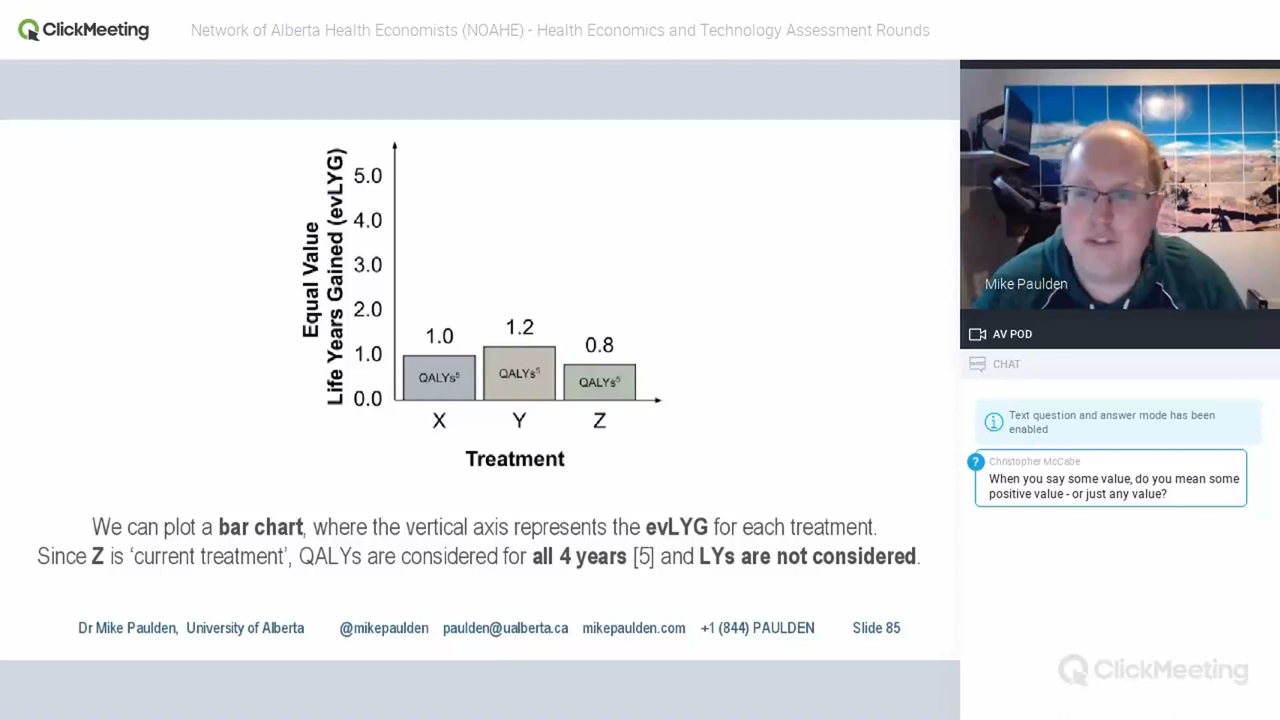 ClickMeeting
Network of Alberta Health Economists (NOAHE) - Health Economics and Technology Assessment Rounds
Equal Value
Life Years Gained (evLYG)
5.0
4.0
3.0
2.0
1.0
0.0
1.0
1.2
0.8
QALYs⁵
QALYs⁵
QALYs⁵
X
Y
Z
Treatment
We can plot a bar chart, where the vertical axis represents the evLYG for each treatment.
Since Z is ‘current treatment’, QALYs are considered for all 4 years [5] and LYs are not considered.
Dr Mike Paulden, University of Alberta @mikepaulden paulden@ualberta.ca mikepaulden.com +1 (844) PAULDEN Slide 85
Mike Paulden
AV POD
CHAT
Text question and answer mode has been
enabled
?
Christopher McCabe
When you say some value, do you mean some
positive value - or just any value?
ClickMeeting